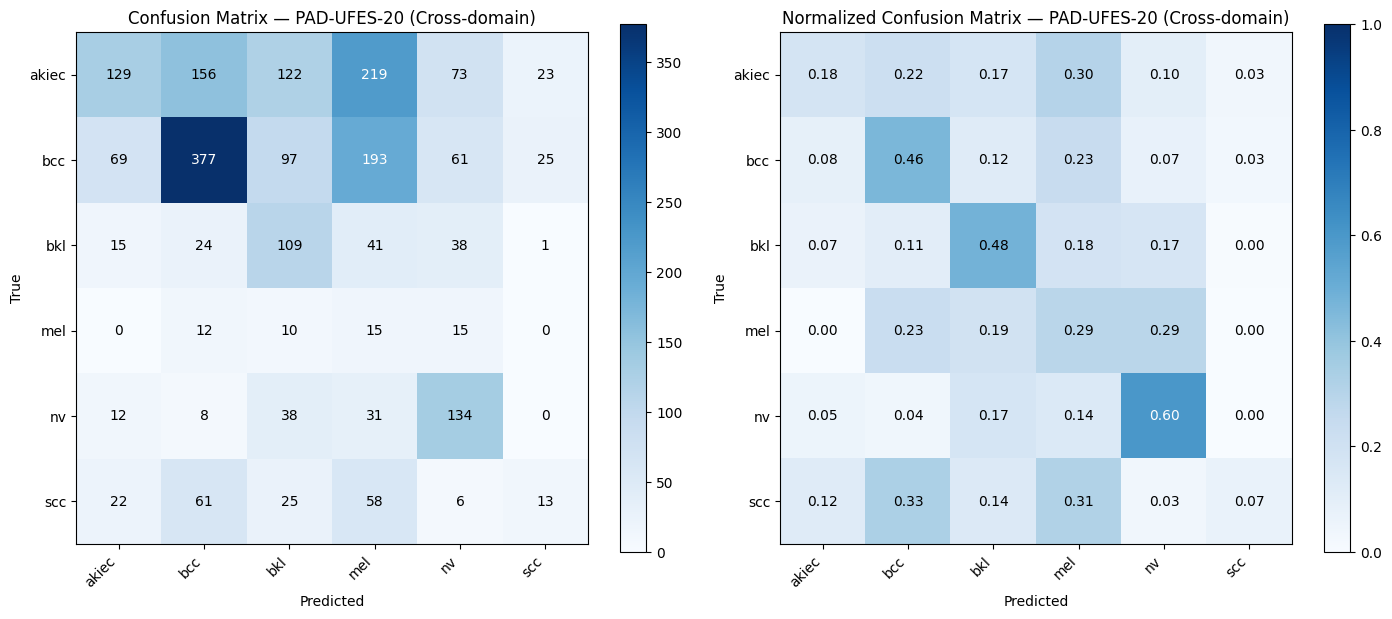 Confusion Matrix — PAD-UFES-20 (Cross-domain)
akiec 129 156 122 219 73 23
bcc 69 377 97 193 61 25
bkl 15 24 109 41 38 1
mel 0 12 10 15 15 0
nv 12 8 38 31 134 0
scc 22 61 25 58 6 13
akiec bcc bkl mel nv scc
True
Predicted
350
300
250
200
150
100
50
0
Normalized Confusion Matrix — PAD-UFES-20 (Cross-domain)
akiec 0.18 0.22 0.17 0.30 0.10 0.03
bcc 0.08 0.46 0.12 0.23 0.07 0.03
bkl 0.07 0.11 0.48 0.18 0.17 0.00
mel 0.00 0.23 0.19 0.29 0.29 0.00
nv 0.05 0.04 0.17 0.14 0.60 0.00
scc 0.12 0.33 0.14 0.31 0.03 0.07
akiec bcc bkl mel nv scc
True
Predicted
1.0
0.8
0.6
0.4
0.2
0.0